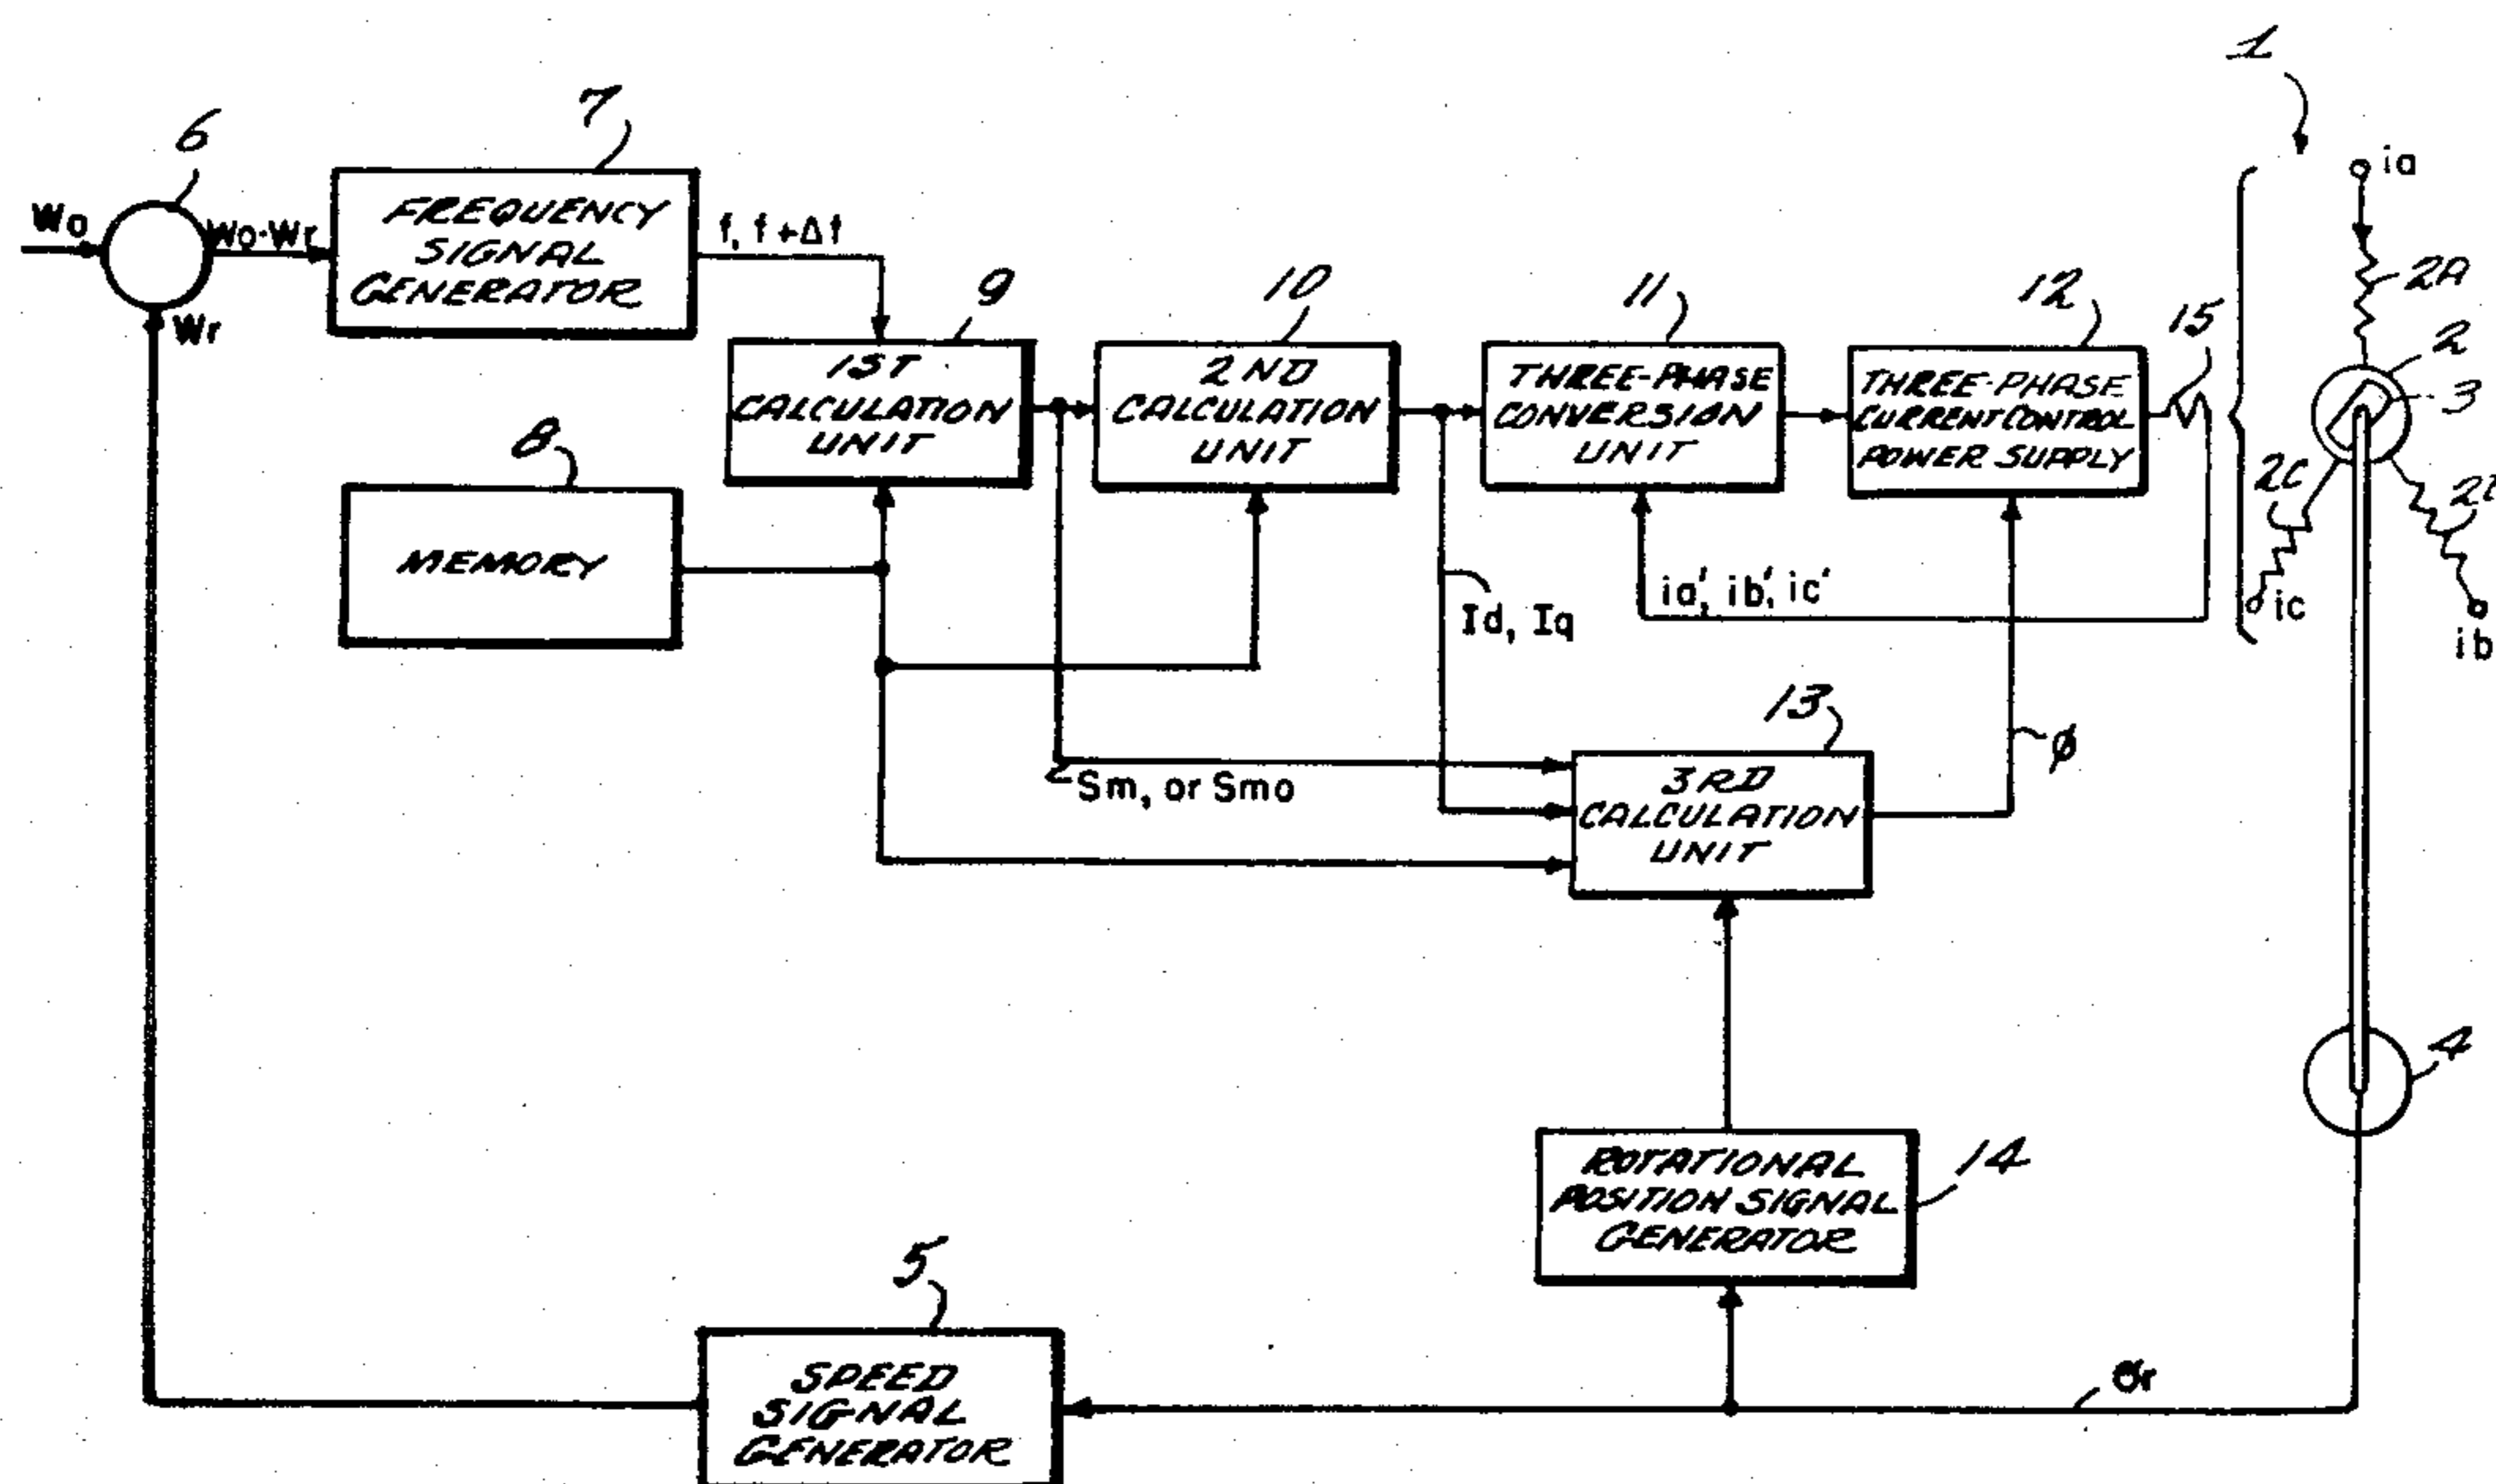 1
6
7
Wo
Wo-Wr
Wr
FREQUENCY
SIGNAL
GENERATOR
f, f+Δf
ia
2A
2
3
2C
ic
ib
8
MEMORY
9
1ST
CALCULATION
UNIT
10
2ND
CALCULATION
UNIT
11
THREE-PHASE
CONVERSION
UNIT
12
THREE-PHASE
CURRENT CONTROL
POWER SUPPLY
15
Id, Iq
ia', ib', ic'
Sm, or Smo
13
3RD
CALCULATION
UNIT
ø
4
14
ROTATIONAL
POSITION SIGNAL
GENERATOR
5
SPEED
SIGNAL
GENERATOR